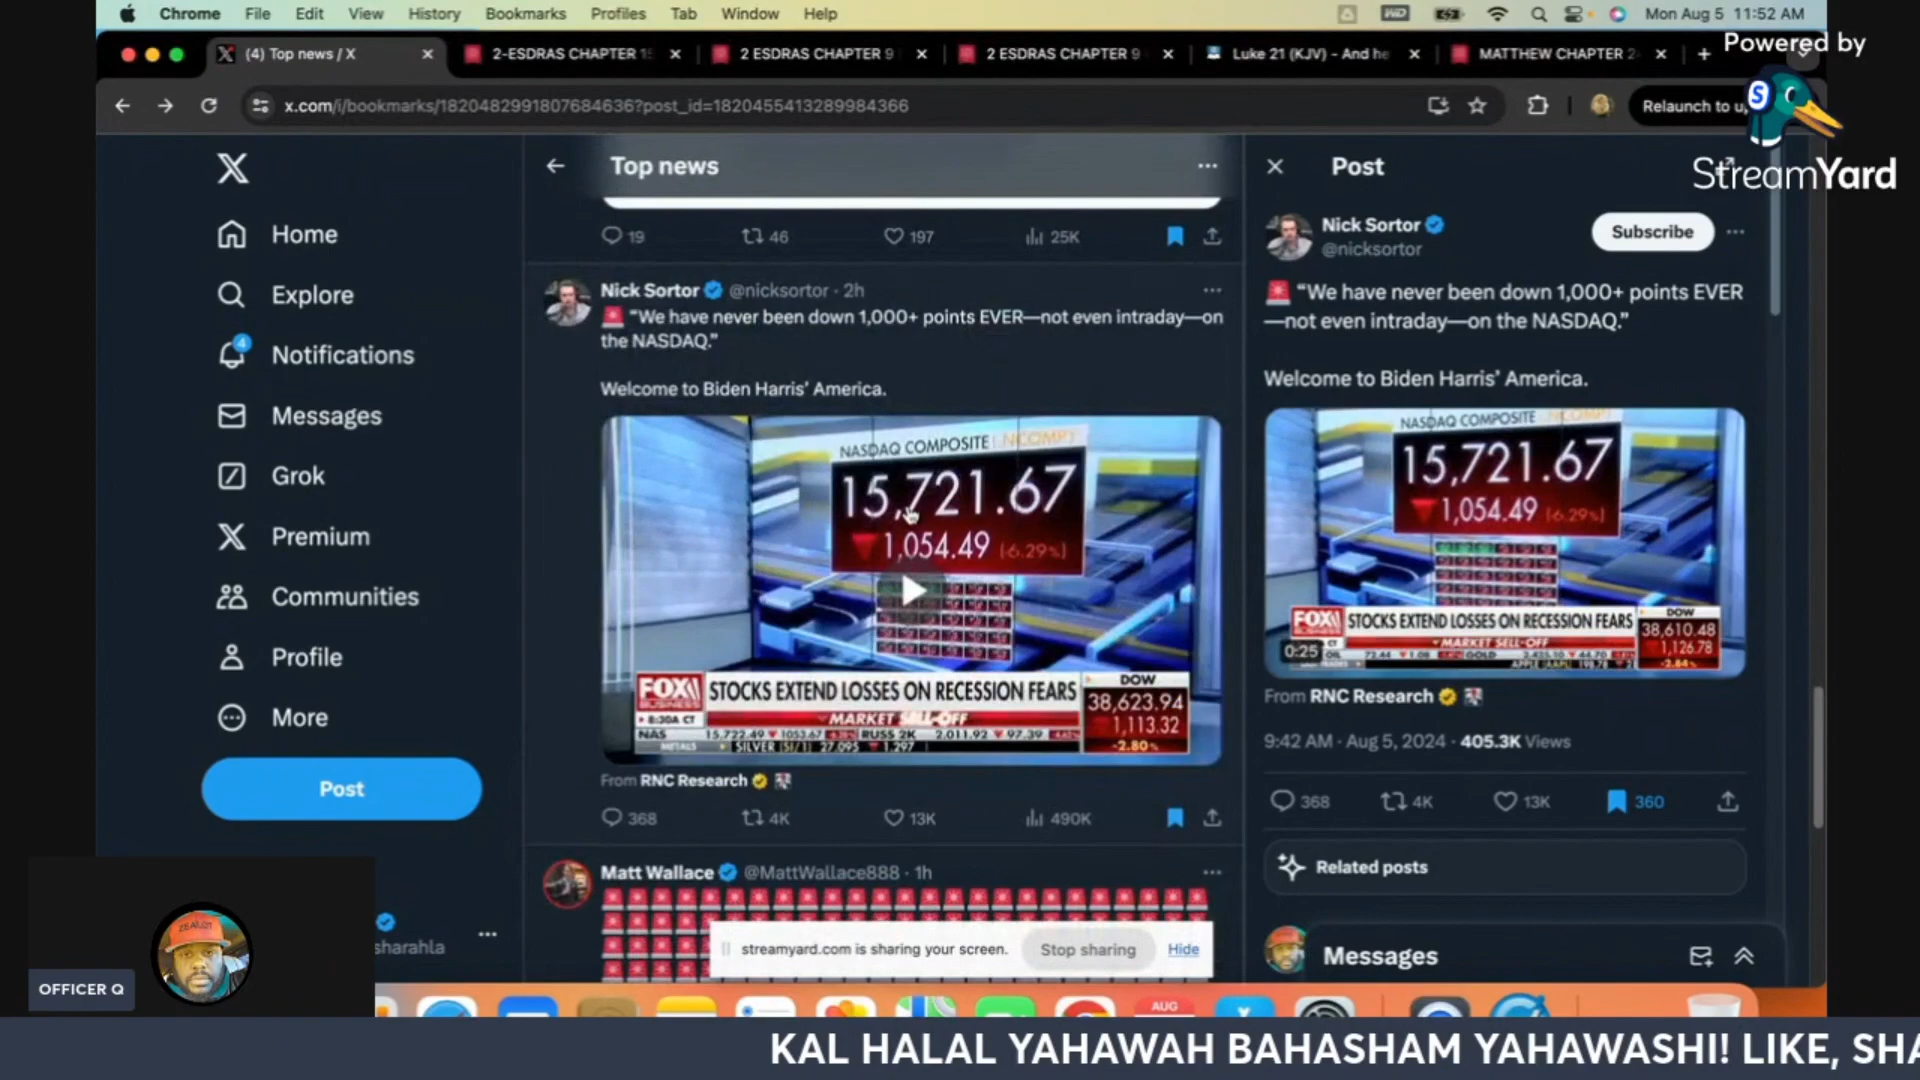 Chrome File Edit View History Bookmarks Profiles Tab Window Help
Mon Aug 5 11:52 AM
Powered by
StreamYard
(4) Top news / X
2-ESDRAS CHAPTER 15
2 ESDRAS CHAPTER 9
2 ESDRAS CHAPTER 9
Luke 21 (KJV) - And he
MATTHEW CHAPTER 2
x.com/i/bookmarks/1820482991807684636?post_id=1820455413289984366
Relaunch to u
Home
Explore
4
Notifications
Messages
Grok
Premium
Communities
Profile
More
Post
sharahla
OFFICER Q
Top news
19 46 197 25K
Nick Sortor @nicksortor · 2h
🚨 “We have never been down 1,000+ points EVER—not even intraday—on
the NASDAQ.”
Welcome to Biden Harris’ America.
NASDAQ COMPOSITE (.NCOMP)
15,721.67
1,054.49 (-6.29%)
FOX BUSINESS
STOCKS EXTEND LOSSES ON RECESSION FEARS
MARKET SELL-OFF
DOW
38,623.94
1,113.32
-2.80%
8:30A CT
NAS 15,722.49 1053.67 RUSS 2K 2,011.92 97.39
METALS SILVER (SI/1) 27.095 1.297
From RNC Research
368 4K 13K 490K
Matt Wallace @MattWallace888 · 1h
streamyard.com is sharing your screen.
Stop sharing
Hide
Post
Nick Sortor
@nicksortor
Subscribe
🚨 “We have never been down 1,000+ points EVER
—not even intraday—on the NASDAQ.”
Welcome to Biden Harris’ America.
NASDAQ COMPOSITE (.NCOMP)
15,721.67
1,054.49 (-6.29%)
FOX
STOCKS EXTEND LOSSES ON RECESSION FEARS
MARKET SELL-OFF
DOW
38,610.48
1,126.78
-2.84%
0:25
From RNC Research
9:42 AM · Aug 5, 2024 · 405.3K Views
368 4K 13K 360
Related posts
Messages
AUG
KAL HALAL YAHAWAH BAHASHAM YAHAWASHI! LIKE, SHA